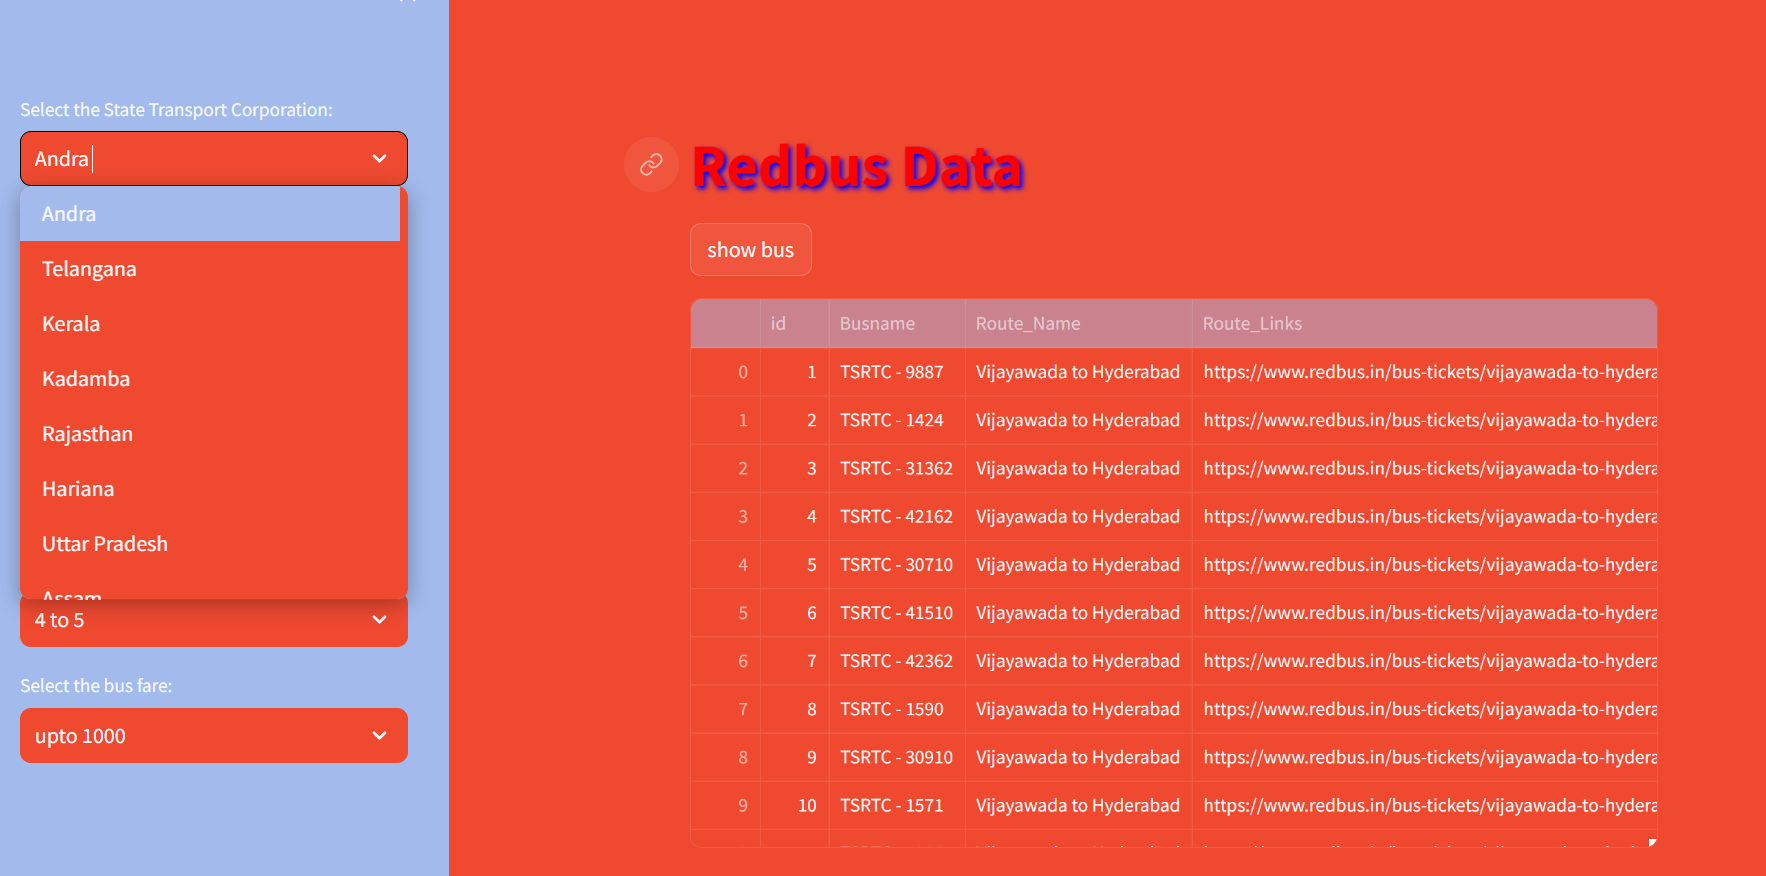 Select the State Transport Corporation:
Andra
Andra
Telangana
Kerala
Kadamba
Rajasthan
Hariana
Uttar Pradesh
Assam
4 to 5
Select the bus fare:
upto 1000
Redbus Data
show bus
id Busname Route_Name Route_Links
0 1 TSRTC - 9887 Vijayawada to Hyderabad https://www.redbus.in/bus-tickets/vijayawada-to-hydera
1 2 TSRTC - 1424 Vijayawada to Hyderabad https://www.redbus.in/bus-tickets/vijayawada-to-hydera
2 3 TSRTC - 31362 Vijayawada to Hyderabad https://www.redbus.in/bus-tickets/vijayawada-to-hydera
3 4 TSRTC - 42162 Vijayawada to Hyderabad https://www.redbus.in/bus-tickets/vijayawada-to-hydera
4 5 TSRTC - 30710 Vijayawada to Hyderabad https://www.redbus.in/bus-tickets/vijayawada-to-hydera
5 6 TSRTC - 41510 Vijayawada to Hyderabad https://www.redbus.in/bus-tickets/vijayawada-to-hydera
6 7 TSRTC - 42362 Vijayawada to Hyderabad https://www.redbus.in/bus-tickets/vijayawada-to-hydera
7 8 TSRTC - 1590 Vijayawada to Hyderabad https://www.redbus.in/bus-tickets/vijayawada-to-hydera
8 9 TSRTC - 30910 Vijayawada to Hyderabad https://www.redbus.in/bus-tickets/vijayawada-to-hydera
9 10 TSRTC - 1571 Vijayawada to Hyderabad https://www.redbus.in/bus-tickets/vijayawada-to-hydera